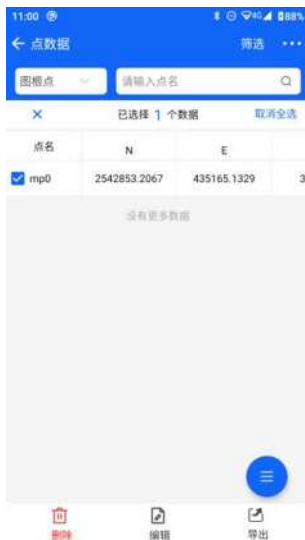 11:00
4G 88%
点数据 筛选
图根点 请输入点名
已选择 1 个数据 取消全选
点名 N E
mp0 2542853.2067 435165.1329 3
没有更多数据
删除 编辑 导出